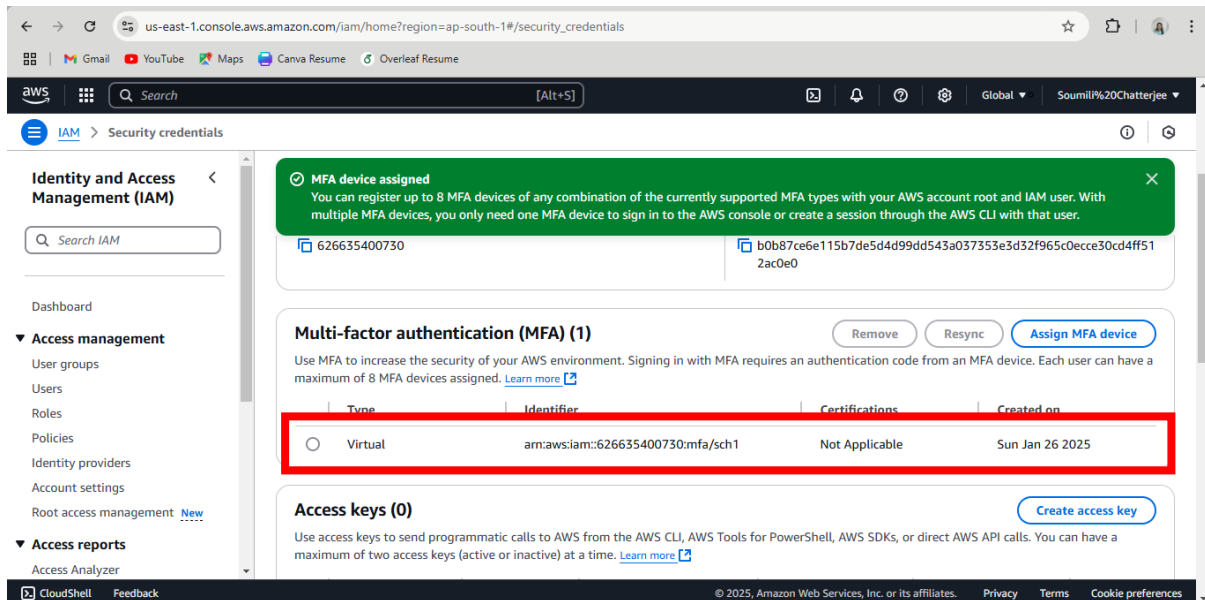 us-east-1.console.aws.amazon.com/iam/home?region=ap-south-1#/security_credentials
Gmail YouTube Maps Canva Resume Overleaf Resume
aws Search [Alt+S] Global Soumili%20Chatterjee
IAM > Security credentials
Identity and Access
Management (IAM)
Search IAM
Dashboard
Access management
User groups
Users
Roles
Policies
Identity providers
Account settings
Root access management New
Access reports
Access Analyzer
MFA device assigned
You can register up to 8 MFA devices of any combination of the currently supported MFA types with your AWS account root and IAM user. With
multiple MFA devices, you only need one MFA device to sign in to the AWS console or create a session through the AWS CLI with that user.
626635400730
b0b87ce6e115b7de5d4d99dd543a037353e3d32f965c0ecce30cd4ff51
2ac0e0
Multi-factor authentication (MFA) (1) Remove Resync Assign MFA device
Use MFA to increase the security of your AWS environment. Signing in with MFA requires an authentication code from an MFA device. Each user can have a
maximum of 8 MFA devices assigned. Learn more
Type Identifier Certifications Created on
Virtual arn:aws:iam::626635400730:mfa/sch1 Not Applicable Sun Jan 26 2025
Access keys (0) Create access key
Use access keys to send programmatic calls to AWS from the AWS CLI, AWS Tools for PowerShell, AWS SDKs, or direct AWS API calls. You can have a
maximum of two access keys (active or inactive) at a time. Learn more
CloudShell Feedback © 2025, Amazon Web Services, Inc. or its affiliates. Privacy Terms Cookie preferences